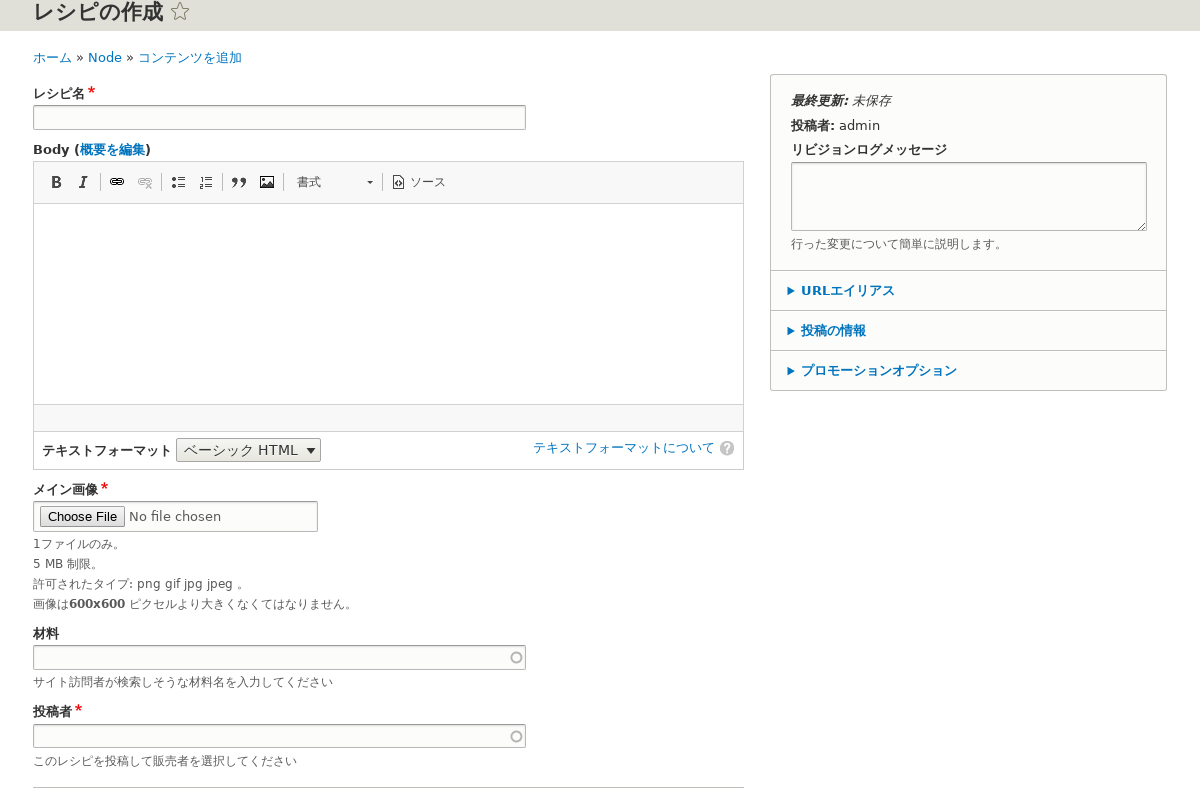 レシピの作成
ホーム » Node » コンテンツを追加
レシピ名*
Body (概要を編集)
B I 書式 ソース
テキストフォーマット ベーシック HTML テキストフォーマットについて ?
メイン画像*
Choose File No file chosen
1ファイルのみ。
5 MB 制限。
許可されたタイプ: png gif jpg jpeg 。
画像は600x600 ピクセルより大きくなくてはなりません。
材料
サイト訪問者が検索しそうな材料名を入力してください
投稿者*
このレシピを投稿して販売者を選択してください
最終更新: 未保存
投稿者: admin
リビジョンログメッセージ
行った変更について簡単に説明します。
URLエイリアス
投稿の情報
プロモーションオプション